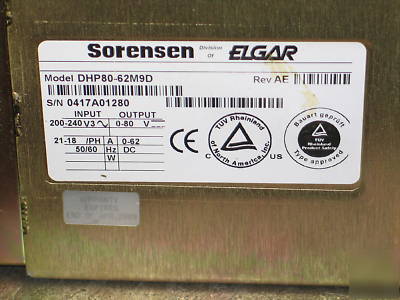 Sorensen Division Of ELGAR
Model DHP80-62M9D Rev AE
S/N 0417A01280
INPUT OUTPUT
200-240 V3 0-80 V
21-18 /PH A 0-62
50/60 Hz DC
W
CE
TÜV Rheinland
of North America, Inc.
C US
Bauart geprüft
TÜV
Rheinland
Product Safety
Type approved